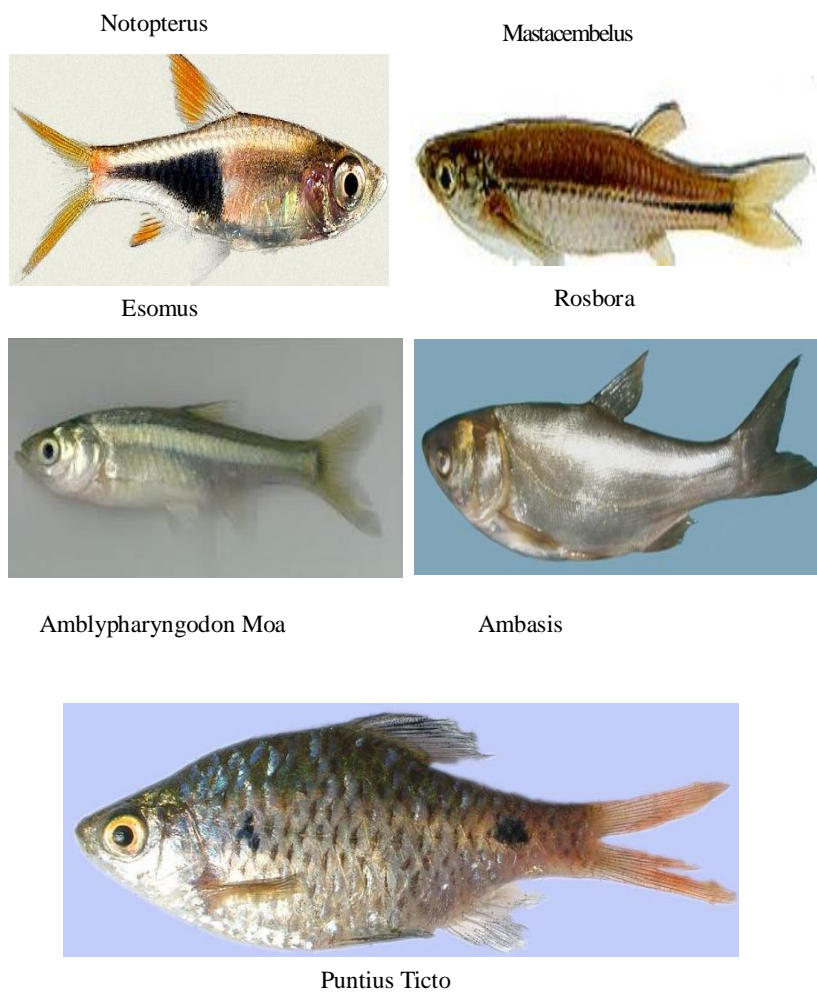 Notopterus
Mastacembelus
Esomus
Rosbora
Amblypharyngodon Moa
Ambasis
Puntius Ticto